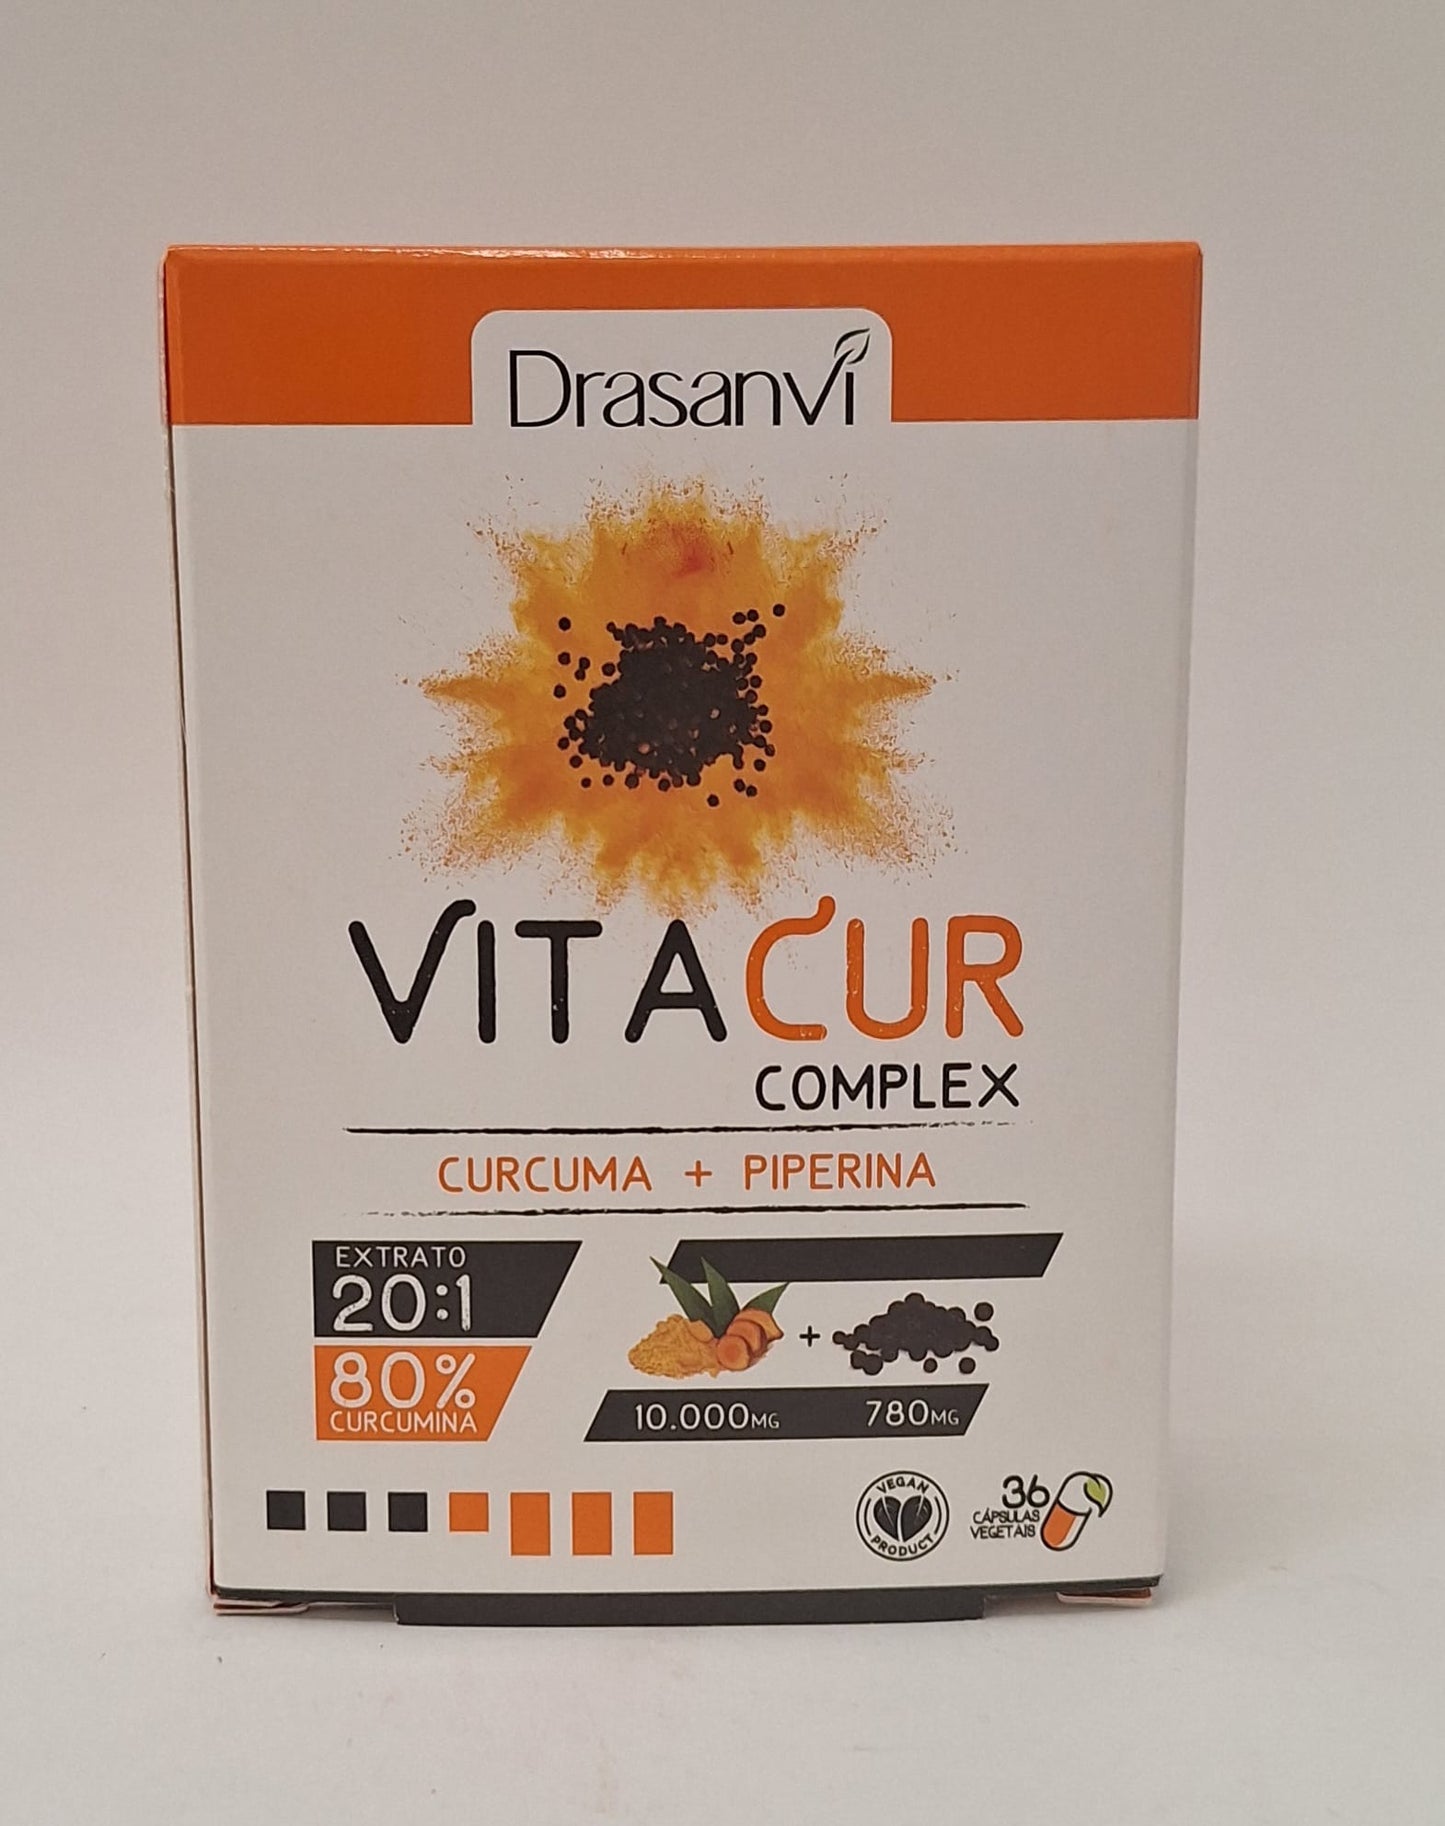 Drasanvi
VITACUR
COMPLEX
CURCUMA + PIPERINA
EXTRATO
20:1
80%
CURCUMINA
+
10.000MG 780MG
VEGAN
PRODUCT
36
CÁPSULAS
VEGETAIS